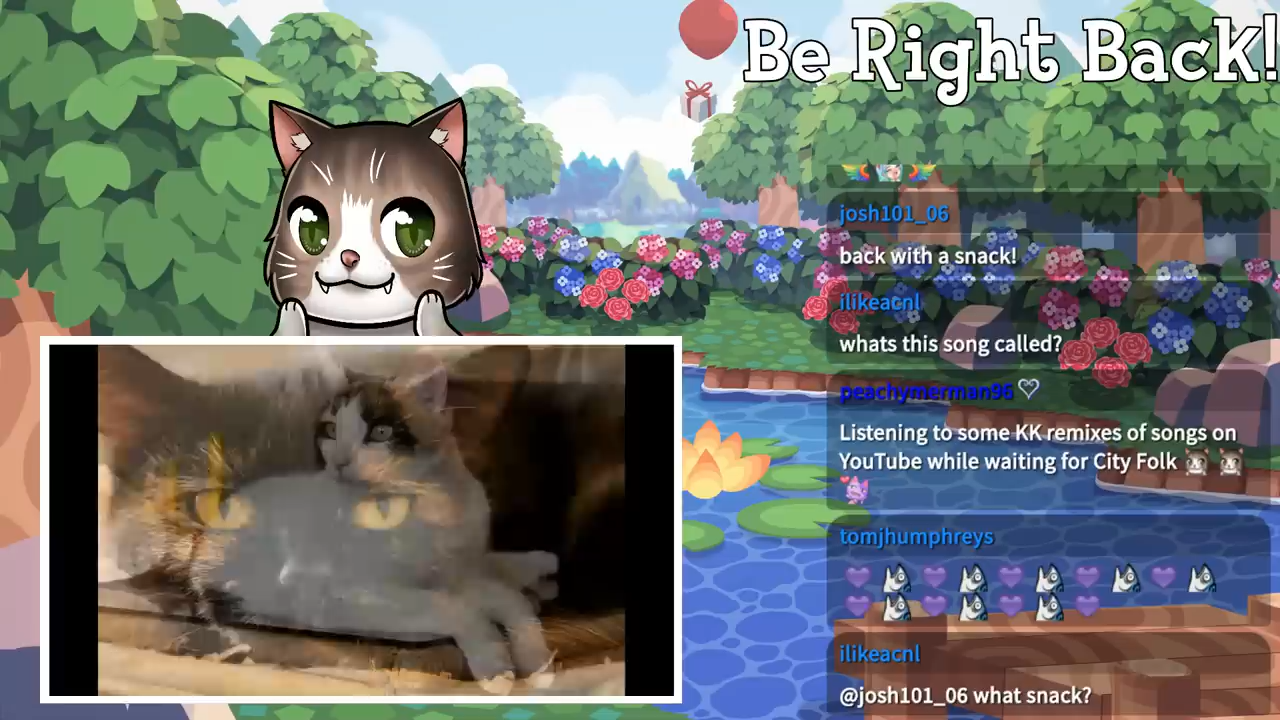 Be Right Back!
josh101_06
back with a snack!
ilikeacnl
whats this song called?
peachymerman96
Listening to some KK remixes of songs on
YouTube while waiting for City Folk
tomjhumphreys
ilikeacnl
@josh101_06 what snack?